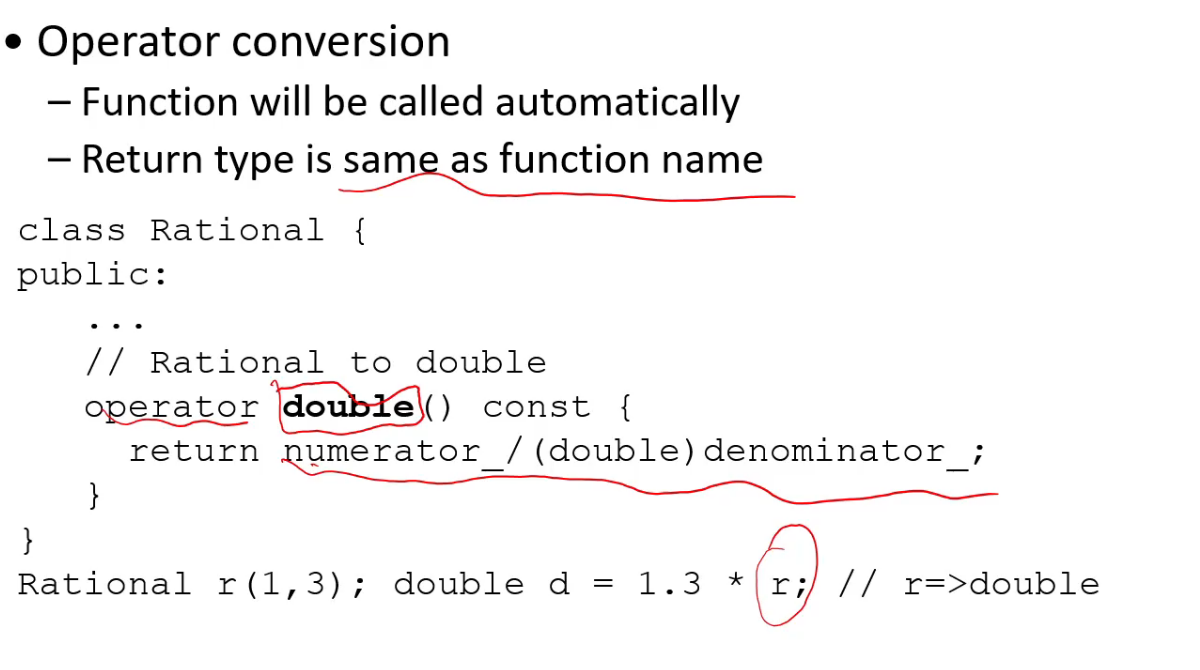 • Operator conversion
– Function will be called automatically
– Return type is same as function name
class Rational {
public:
...
// Rational to double
operator double() const {
return numerator_/(double)denominator_;
}
}
Rational r(1,3); double d = 1.3 * r; // r=>double